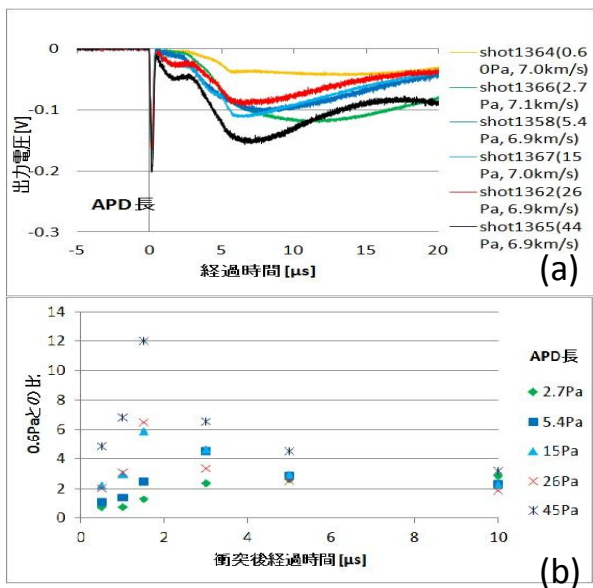 0
-0.1
-0.2
-0.3
出力電圧[V]
APD 長
-5
0
5
10
15
20
経過時間 [μs]
shot1364(0.6
0Pa, 7.0km/s)
shot1366(2.7
Pa, 7.1km/s)
shot1358(5.4
Pa, 6.9km/s)
shot1367(15
Pa, 7.0km/s)
shot1362(26
Pa, 6.9km/s)
shot1365(44
Pa, 6.9km/s)
(a)
14
12
10
8
6
4
2
0
0.6Paとの比
0
2
4
6
8
10
衝突後経過時間 [μs]
APD長
2.7Pa
5.4Pa
15Pa
26Pa
45Pa
(b)